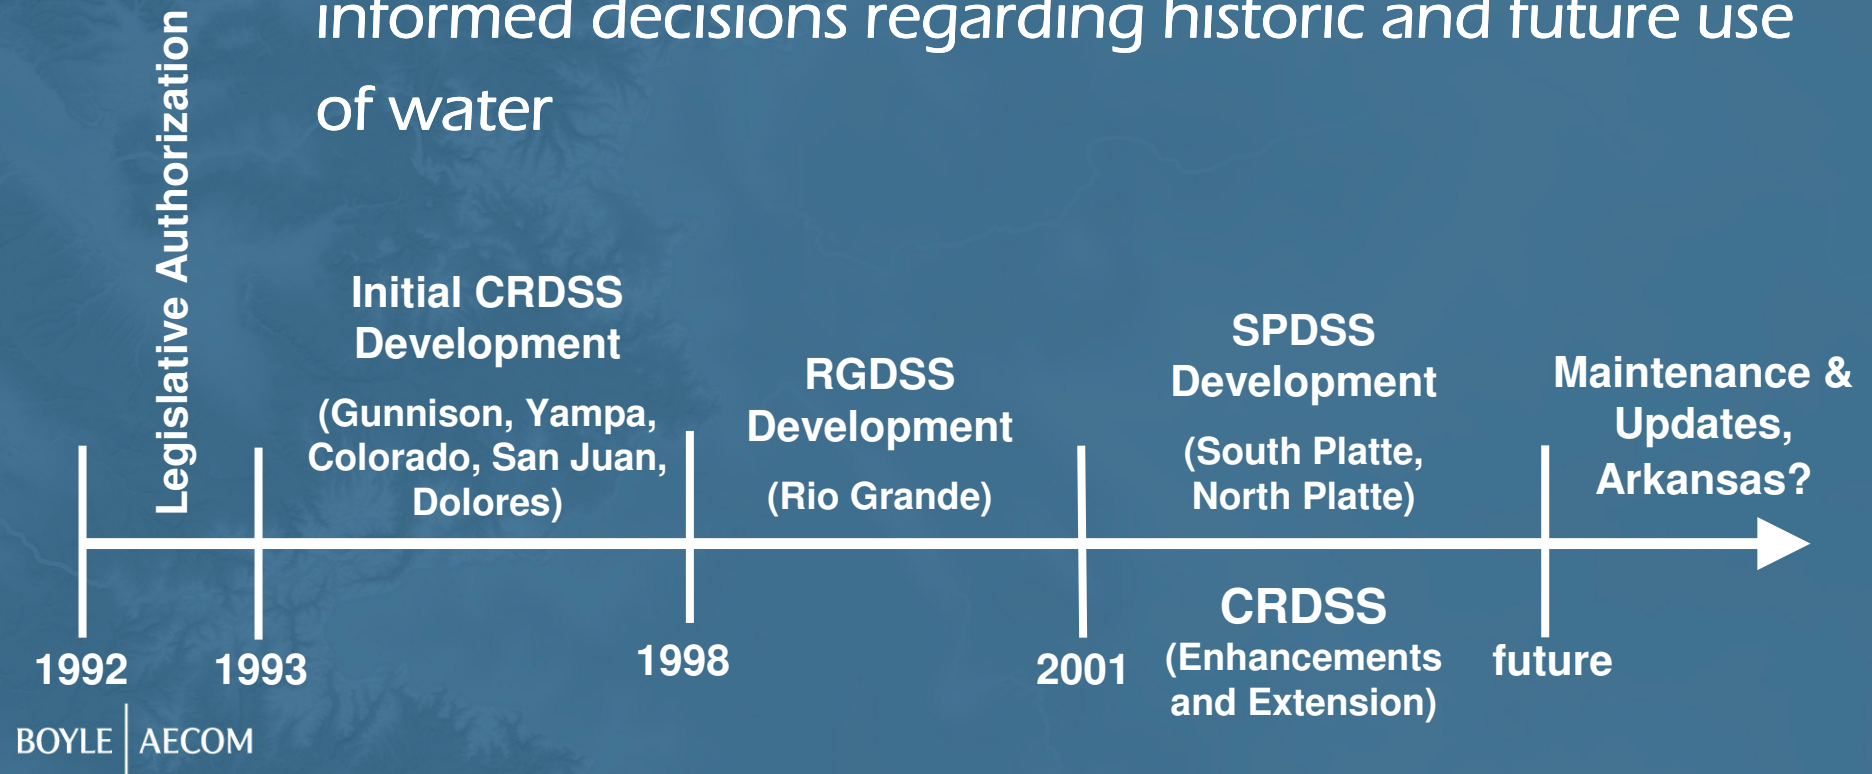 informed decisions regarding historic and future use
of water
Legislative Authorization
Initial CRDSS
Development
(Gunnison, Yampa,
Colorado, San Juan,
Dolores)
RGDSS
Development
(Rio Grande)
SPDSS
Development
(South Platte,
North Platte)
Maintenance &
Updates,
Arkansas?
CRDSS
(Enhancements
and Extension)
1992
1993
1998
2001
future
BOYLE | AECOM